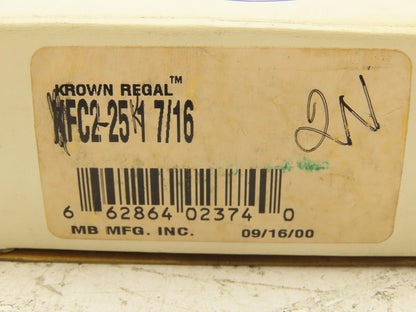 KROWN REGAL™
FC2-25 1 7/16
2N
6 62864 02374 0
MB MFG. INC. 09/16/00